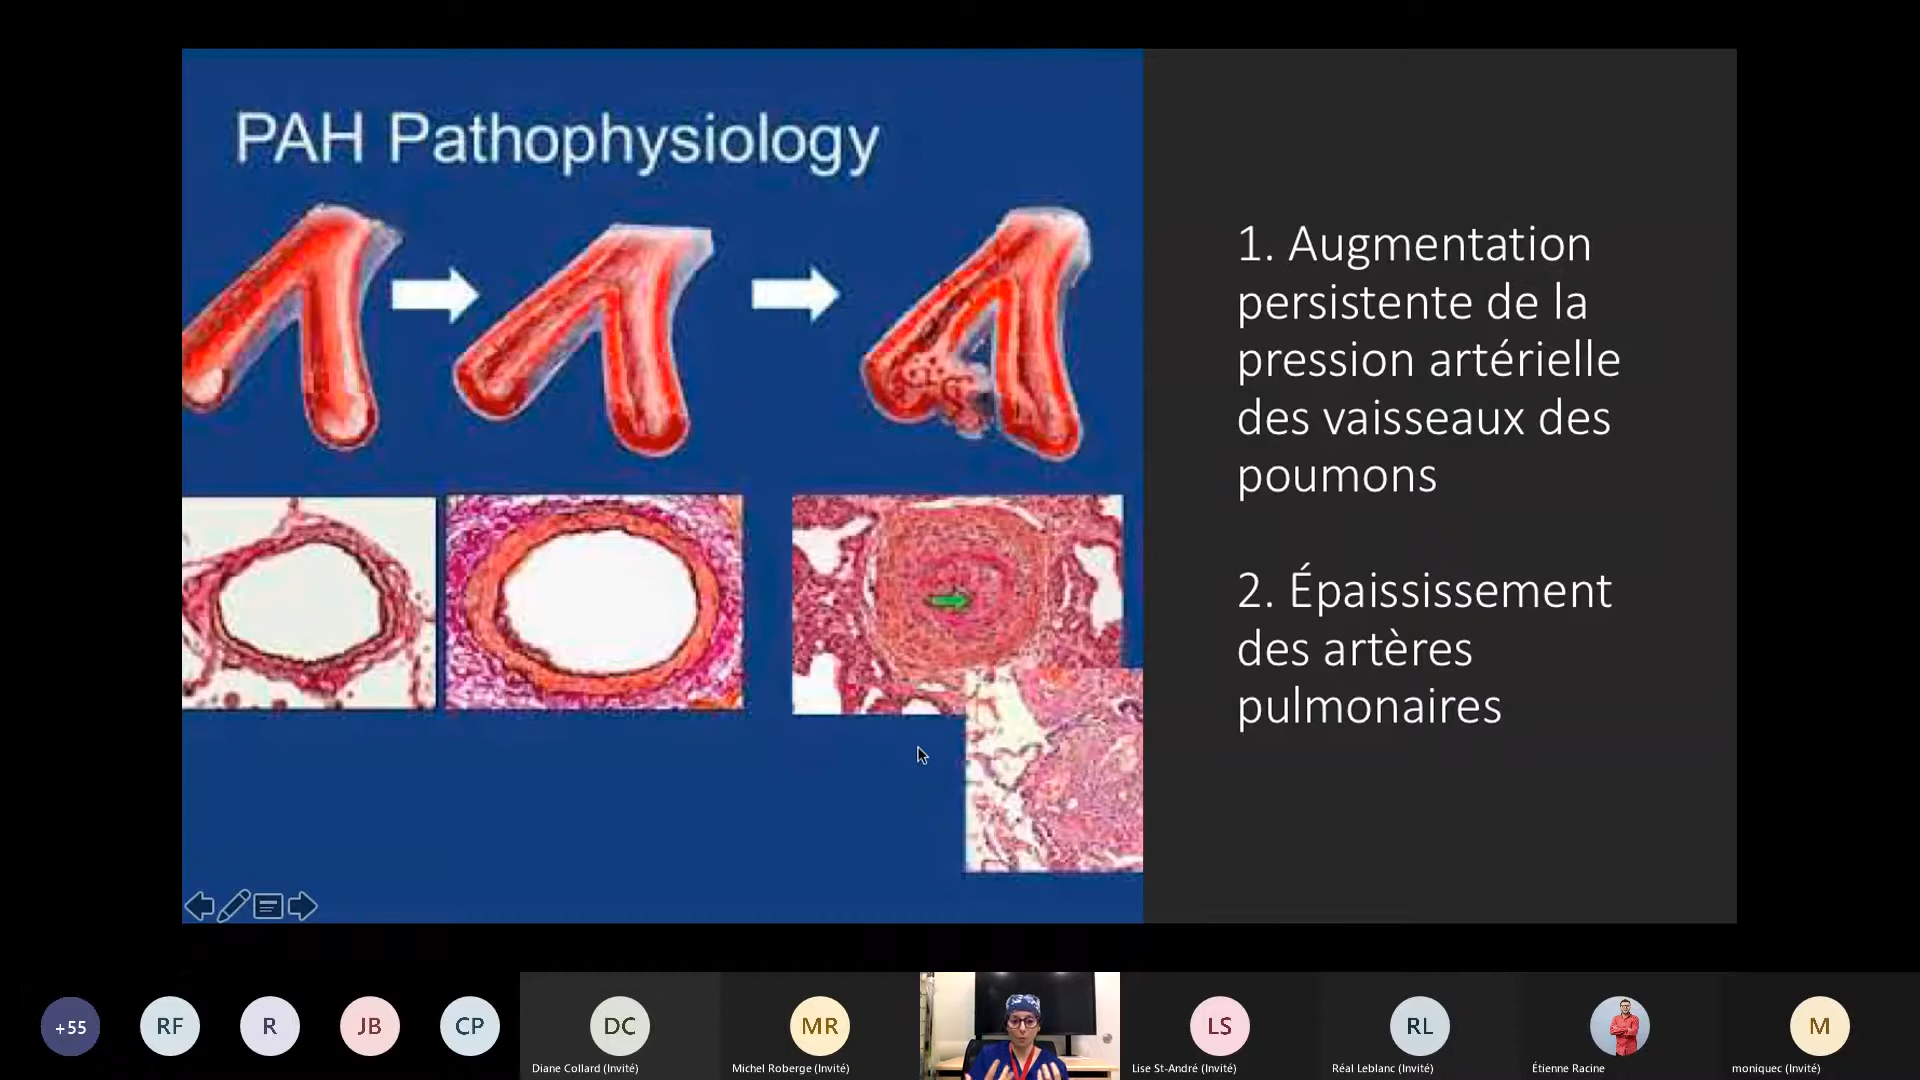 PAH Pathophysiology
1. Augmentation
persistente de la
pression artérielle
des vaisseaux des
poumons
2. Épaississement
des artères
pulmonaires
+55
RF
R
JB
CP
DC
MR
LS
RL
M
Diane Collard (Invité)
Michel Roberge (Invité)
Lise St-André (Invité)
Réal Leblanc (Invité)
Étienne Racine
moniquec (Invité)